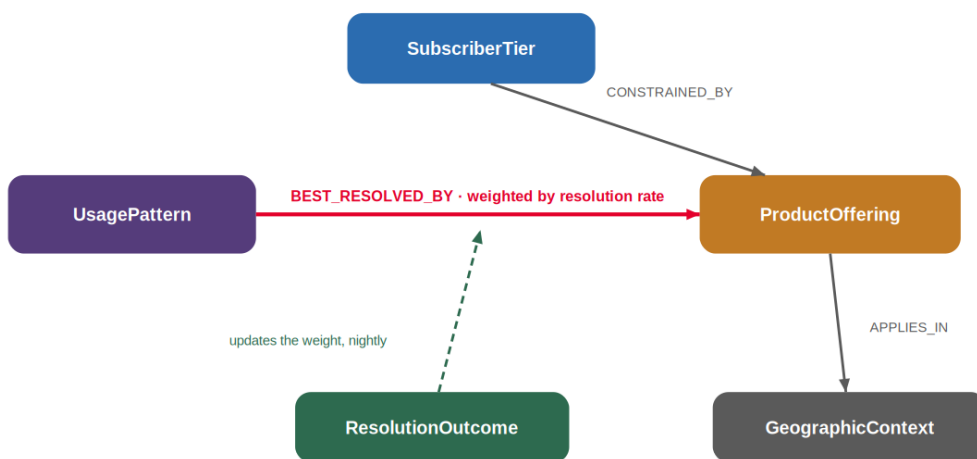 SubscriberTier
CONSTRAINED_BY
BEST_RESOLVED_BY · weighted by resolution rate
UsagePattern
ProductOffering
APPLIES_IN
updates the weight, nightly
ResolutionOutcome
GeographicContext